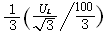 1/3 ( U_L/√3 / 100/3 )